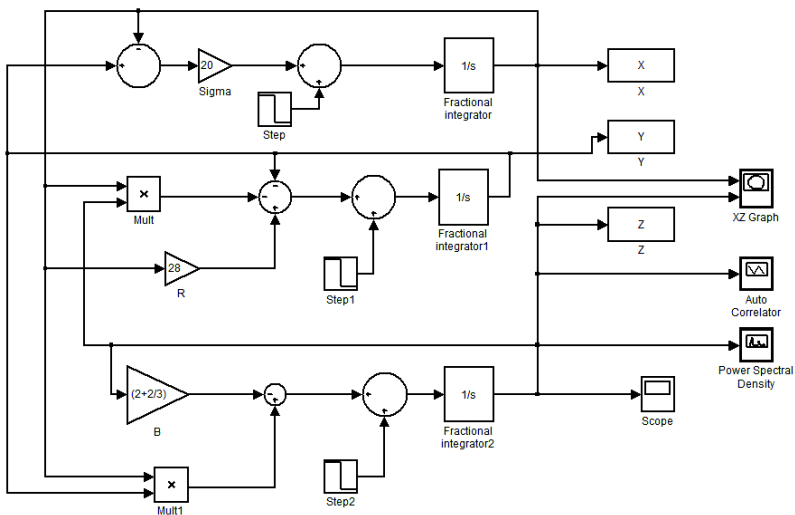 20
Sigma
Step
1/s
Fractional
integrator
X
X
Y
Y
×
Mult
28
R
Step1
1/s
Fractional
integrator1
Z
Z
XZ Graph
Auto
Correlator
Power Spectral
Density
(2+2/3)
B
×
Mult1
Step2
1/s
Fractional
integrator2
Scope